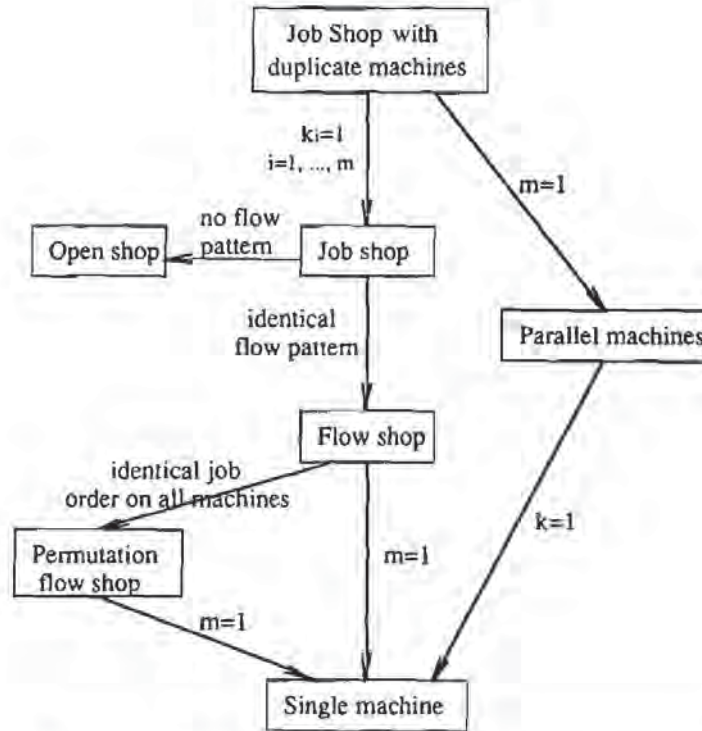 Job Shop with
duplicate machines
ki=1
i=1, ..., m
m=1
no flow
pattern
Open shop
Job shop
identical
flow pattern
Parallel machines
Flow shop
identical job
order on all machines
k=1
Permutation
flow shop
m=1
m=1
Single machine